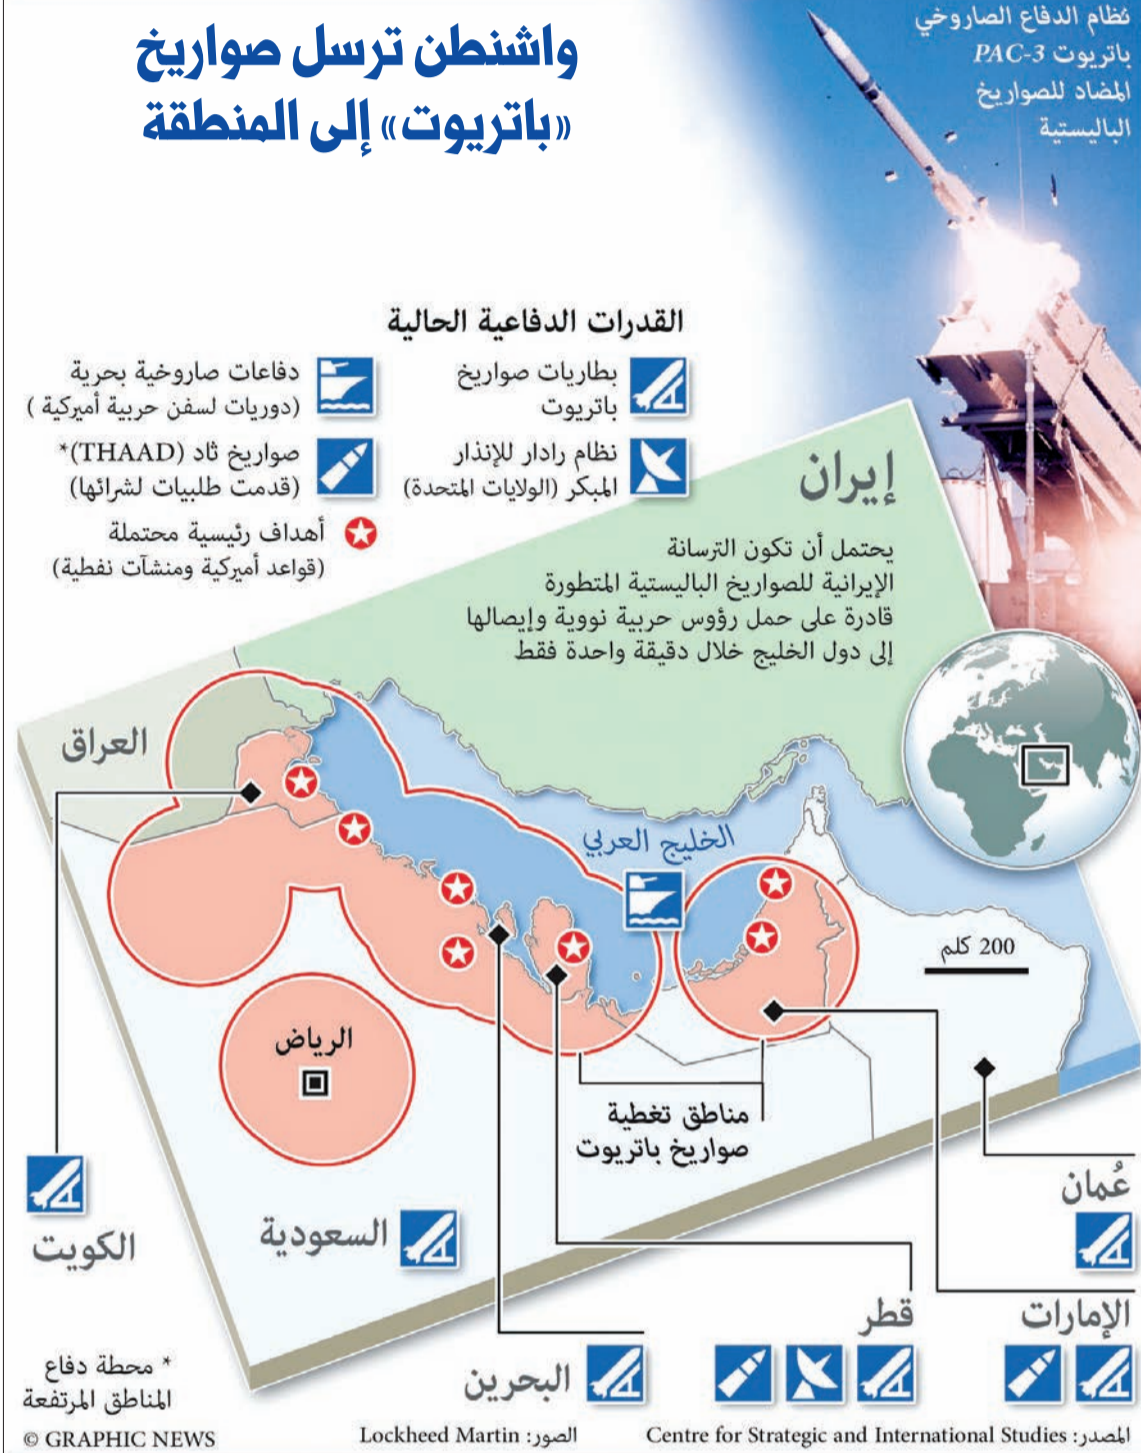 نظام الدفاع الصاروخي
باتريوت PAC-3
المضاد للصواريخ
الباليستية
واشنطن ترسل صواريخ
«باتريوت» إلى المنطقة
القدرات الدفاعية الحالية
بطاريات صواريخ
باتريوت
نظام رادار للإنذار
المبكر (الولايات المتحدة)
دفاعات صاروخية بحرية
(دوريات لسفن حربية أميركية )
صواريخ ثاد (THAAD)*
(قدمت طلبيات لشرائها)
أهداف رئيسية محتملة
(قواعد أميركية ومنشآت نفطية)
إيران
يحتمل أن تكون الترسانة
الإيرانية للصواريخ الباليستية المتطورة
قادرة على حمل رؤوس حربية نووية وإيصالها
إلى دول الخليج خلال دقيقة واحدة فقط
العراق
الخليج العربي
200 كلم
الرياض
مناطق تغطية
صواريخ باتريوت
عُمان
الكويت
السعودية
الإمارات
قطر
البحرين
* محطة دفاع
المناطق المرتفعة
المصدر: Centre for Strategic and International Studies
الصور: Lockheed Martin
© GRAPHIC NEWS